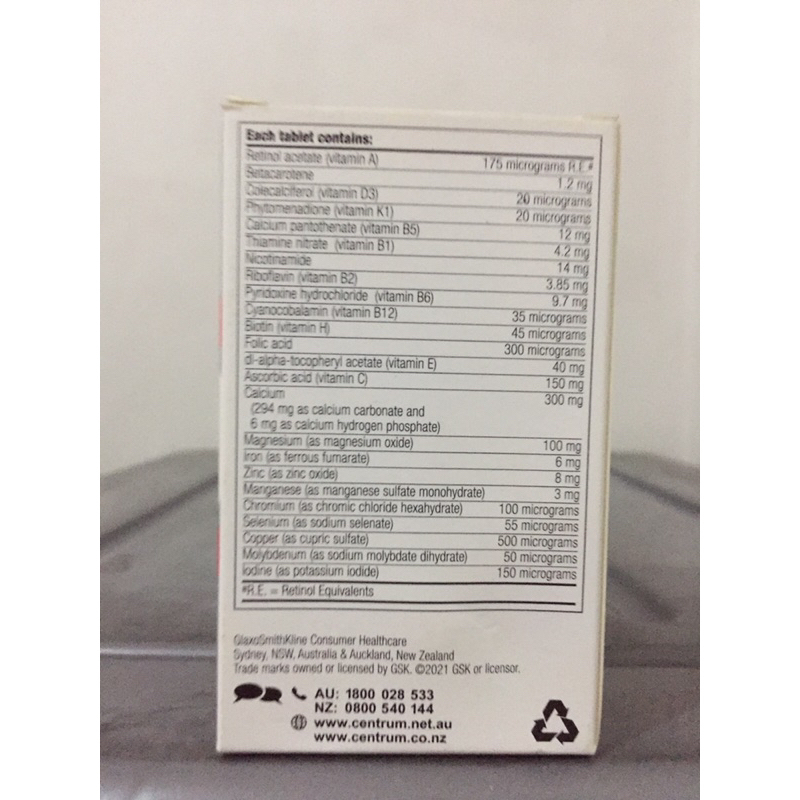 Each tablet contains:
Retinol acetate (vitamin A) 175 micrograms R.E.#
Betacarotene 1.2 mg
Colecalciferol (vitamin D3) 20 micrograms
Phytomenadione (vitamin K1) 20 micrograms
Calcium pantothenate (vitamin B5) 12 mg
Thiamine nitrate (vitamin B1) 4.2 mg
Nicotinamide 14 mg
Riboflavin (vitamin B2) 3.85 mg
Pyridoxine hydrochloride (vitamin B6) 9.7 mg
Cyanocobalamin (vitamin B12) 35 micrograms
Biotin (vitamin H) 45 micrograms
Folic acid 300 micrograms
dl-alpha-tocopheryl acetate (vitamin E) 40 mg
Ascorbic acid (vitamin C) 150 mg
Calcium 300 mg
(294 mg as calcium carbonate and
6 mg as calcium hydrogen phosphate)
Magnesium (as magnesium oxide) 100 mg
Iron (as ferrous fumarate) 6 mg
Zinc (as zinc oxide) 8 mg
Manganese (as manganese sulfate monohydrate) 3 mg
Chromium (as chromic chloride hexahydrate) 100 micrograms
Selenium (as sodium selenate) 55 micrograms
Copper (as cupric sulfate) 500 micrograms
Molybdenum (as sodium molybdate dihydrate) 50 micrograms
Iodine (as potassium iodide) 150 micrograms
#R.E. = Retinol Equivalents
GlaxoSmithKline Consumer Healthcare
Sydney, NSW, Australia & Auckland, New Zealand
Trade marks owned or licensed by GSK. ©2021 GSK or licensor.
AU: 1800 028 533
NZ: 0800 540 144
www.centrum.net.au
www.centrum.co.nz